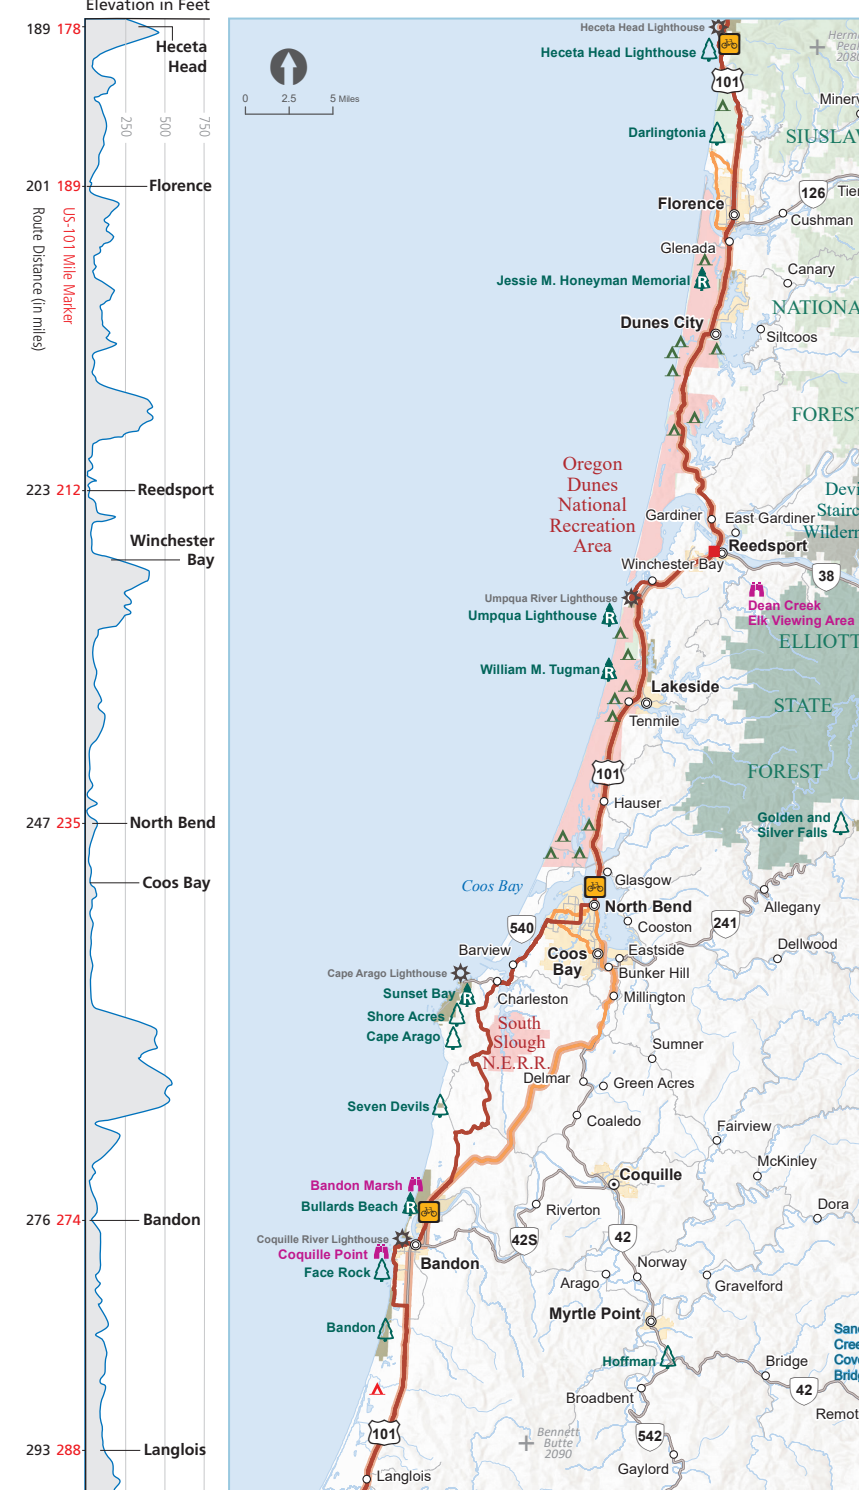 Elevation in Feet
189 178
Heceta
Head
250 500 750
201 189 Florence
Route Distance (in miles)
US-101 Mile Marker
223 212 Reedsport
Winchester
Bay
247 235 North Bend
Coos Bay
276 274 Bandon
293 288 Langlois
0 2.5 5 Miles
Heceta Head Lighthouse
Heceta Head Lighthouse
101
Darlingtonia
SIUSLA
126
Florence
Cushman
Glenada
Canary
Jessie M. Honeyman Memorial
NATIONA
Dunes City
Siltcoos
FOREST
Oregon
Dunes
National
Recreation
Area
Gardiner
East Gardiner
Reedsport
Winchester Bay
38
Umpqua River Lighthouse
Dean Creek
Elk Viewing Area
Umpqua Lighthouse
ELLIOTT
William M. Tugman
Lakeside
STATE
Tenmile
101
FOREST
Hauser
Golden and
Silver Falls
Coos Bay
Glasgow
North Bend
Allegany
540
Cooston
241
Barview
Coos
Bay
Eastside
Dellwood
Bunker Hill
Cape Arago Lighthouse
Sunset Bay
Charleston
Millington
Shore Acres
South
Slough
N.E.R.R.
Cape Arago
Sumner
Delmar
Green Acres
Seven Devils
Coaledo
Fairview
McKinley
Coquille
Bandon Marsh
Bullards Beach
Riverton
Dora
Coquille River Lighthouse
42S
42
Coquille Point
Bandon
Norway
Face Rock
Arago
Gravelford
Myrtle Point
Bandon
Hoffman
Bridge
42
Broadbent
101
Bennett
Butte
2090
542
Gaylord
Langlois